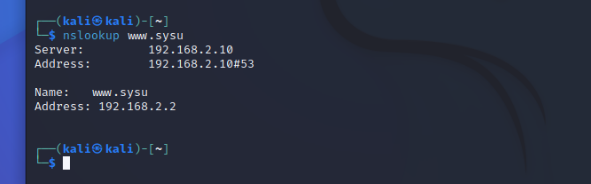 ┌──(kali㉿kali)-[~]
└─$ nslookup www.sysu
Server:         192.168.2.10
Address:        192.168.2.10#53

Name:   www.sysu
Address: 192.168.2.2

┌──(kali㉿kali)-[~]
└─$